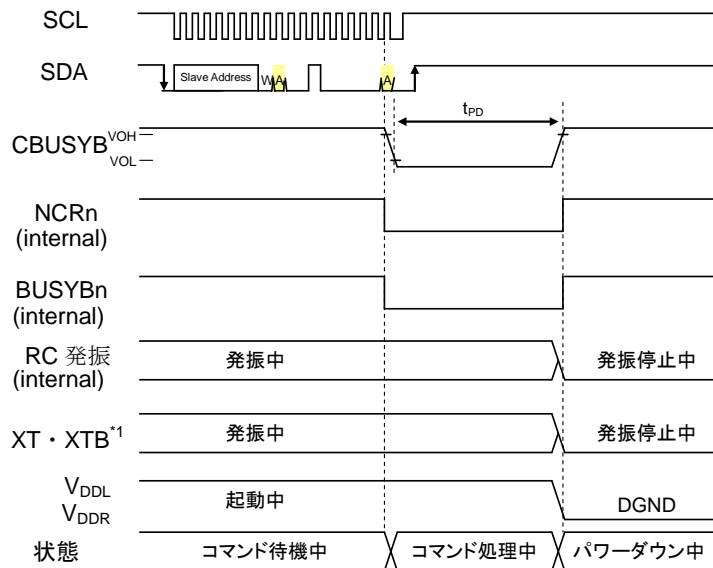 SCL
SDA
Slave Address
W
A
A
tPD
CBUSYB
VOH
VOL
NCRn
(internal)
BUSYBn
(internal)
RC 発振
(internal)
発振中
発振停止中
XT・XTB*1
発振中
発振停止中
VDDL
VDDR
起動中
DGND
状態
コマンド待機中
コマンド処理中
パワーダウン中